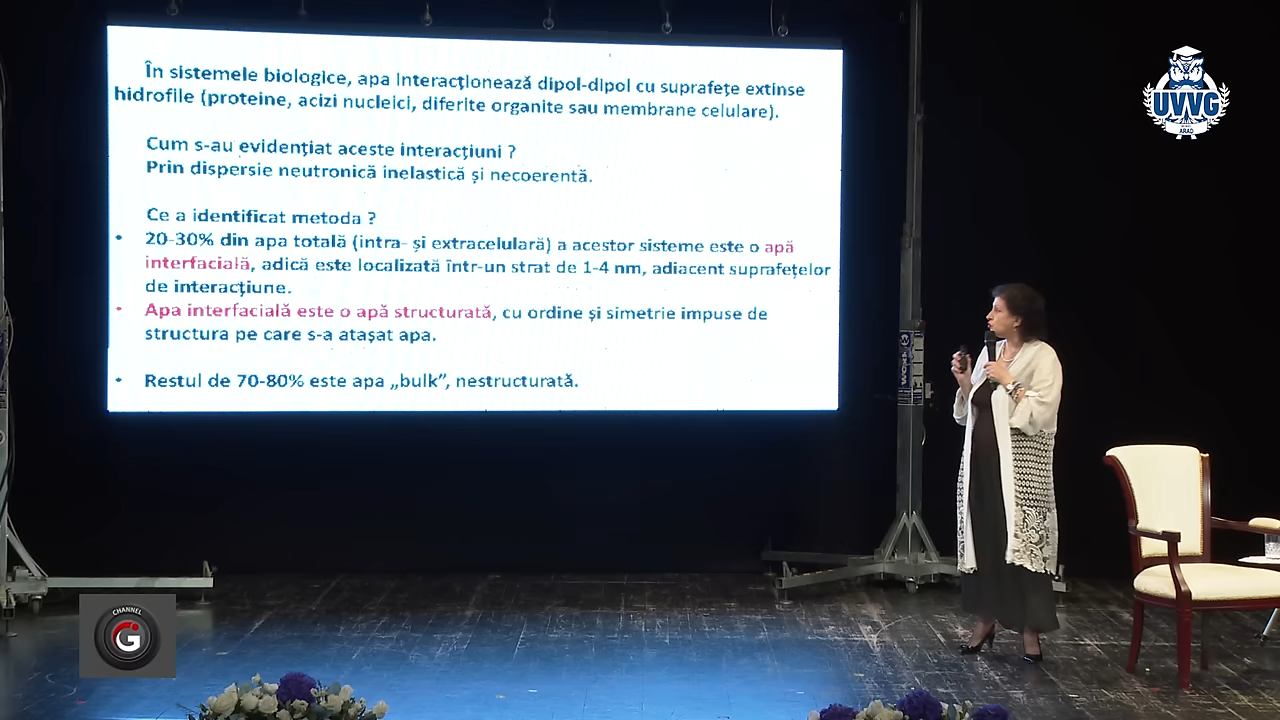 În sistemele biologice, apa interacționează dipol-dipol cu suprafețe extinse
hidrofile (proteine, acizi nucleici, diferite organite sau membrane celulare).
Cum s-au evidențiat aceste interacțiuni ?
Prin dispersie neutronică inelastică și necoerentă.
Ce a identificat metoda ?
• 20-30% din apa totală (intra- și extracelulară) a acestor sisteme este o apă
interfacială, adică este localizată într-un strat de 1-4 nm, adiacent suprafețelor
de interacțiune.
• Apa interfacială este o apă structurată, cu ordine și simetrie impuse de
structura pe care s-a atașat apa.
• Restul de 70-80% este apa „bulk”, nestructurată.
UVVG
ARAD
WORK
CHANNEL
G